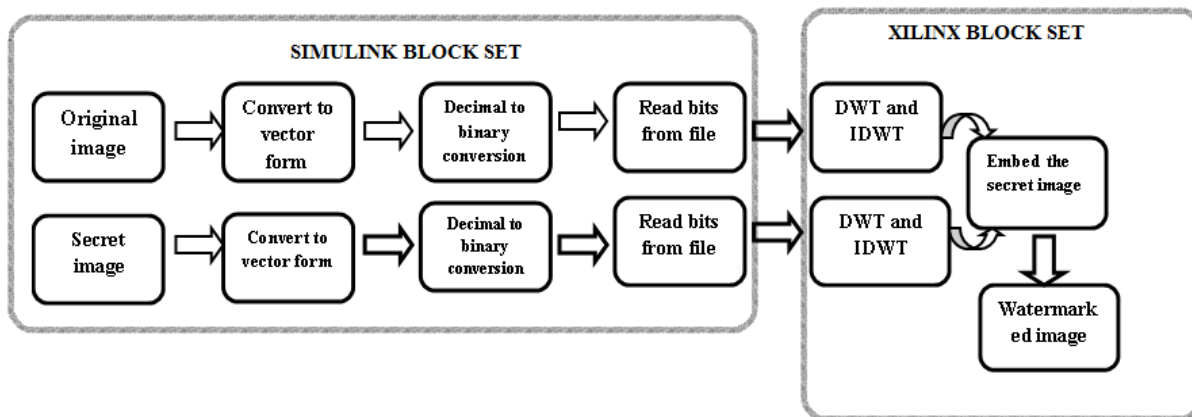 SIMULINK BLOCK SET
XILINX BLOCK SET
Original
image
Convert to
vector
form
Decimal to
binary
conversion
Read bits
from file
DWT and
IDWT
Embed the
secret image
Secret
image
Convert to
vector form
Decimal to
binary
conversion
Read bits
from file
DWT and
IDWT
Watermark
ed image